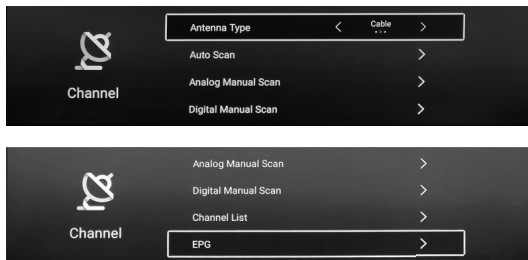 Antenna Type < Cable >
Auto Scan >
Analog Manual Scan >
Digital Manual Scan >
Channel
Analog Manual Scan >
Digital Manual Scan >
Channel List >
EPG >
Channel